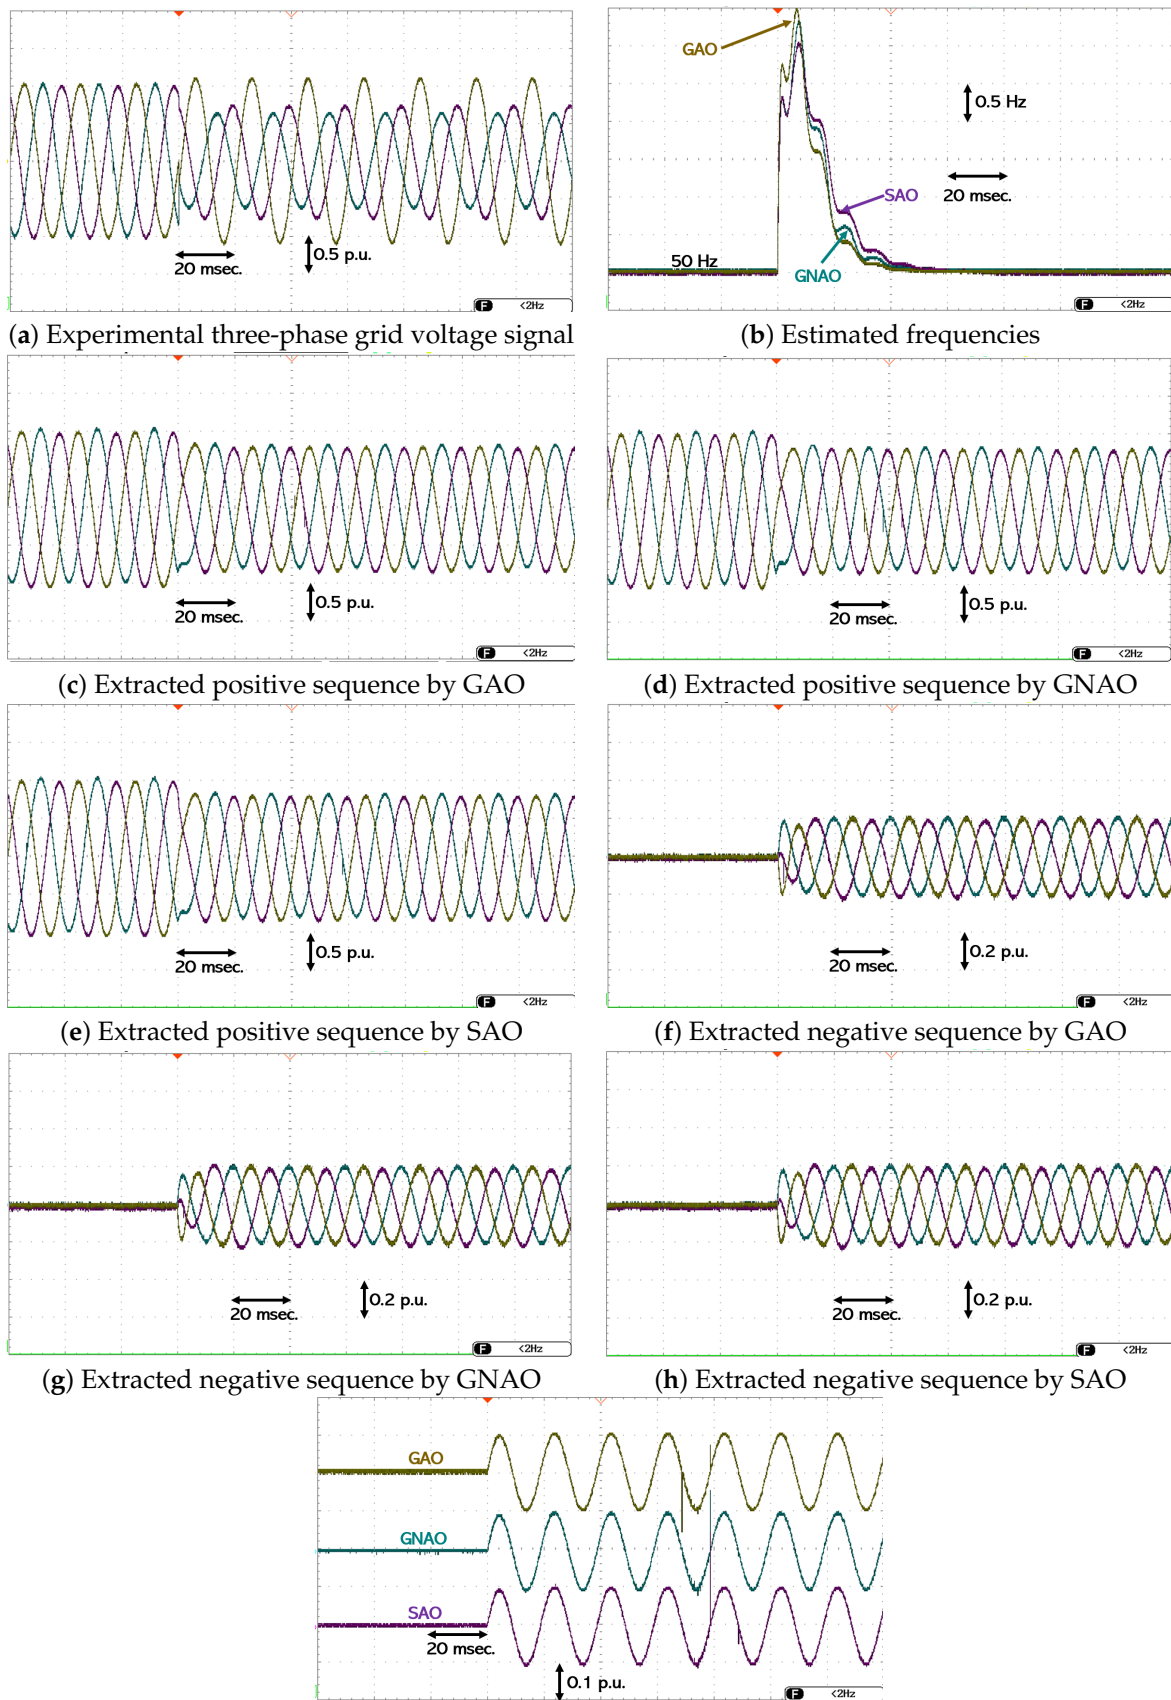 20 msec.
0.5 p.u.
F <2Hz
(a) Experimental three-phase grid voltage signal
GAO
0.5 Hz
20 msec.
SAO
50 Hz
GNAO
F <2Hz
(b) Estimated frequencies
20 msec.
0.5 p.u.
F <2Hz
(c) Extracted positive sequence by GAO
20 msec.
0.5 p.u.
F <2Hz
(d) Extracted positive sequence by GNAO
20 msec.
0.5 p.u.
F <2Hz
(e) Extracted positive sequence by SAO
20 msec.
0.2 p.u.
F <2Hz
(f) Extracted negative sequence by GAO
20 msec.
0.2 p.u.
F <2Hz
(g) Extracted negative sequence by GNAO
20 msec.
0.2 p.u.
F <2Hz
(h) Extracted negative sequence by SAO
GAO
GNAO
SAO
20 msec.
0.1 p.u.
F <2Hz